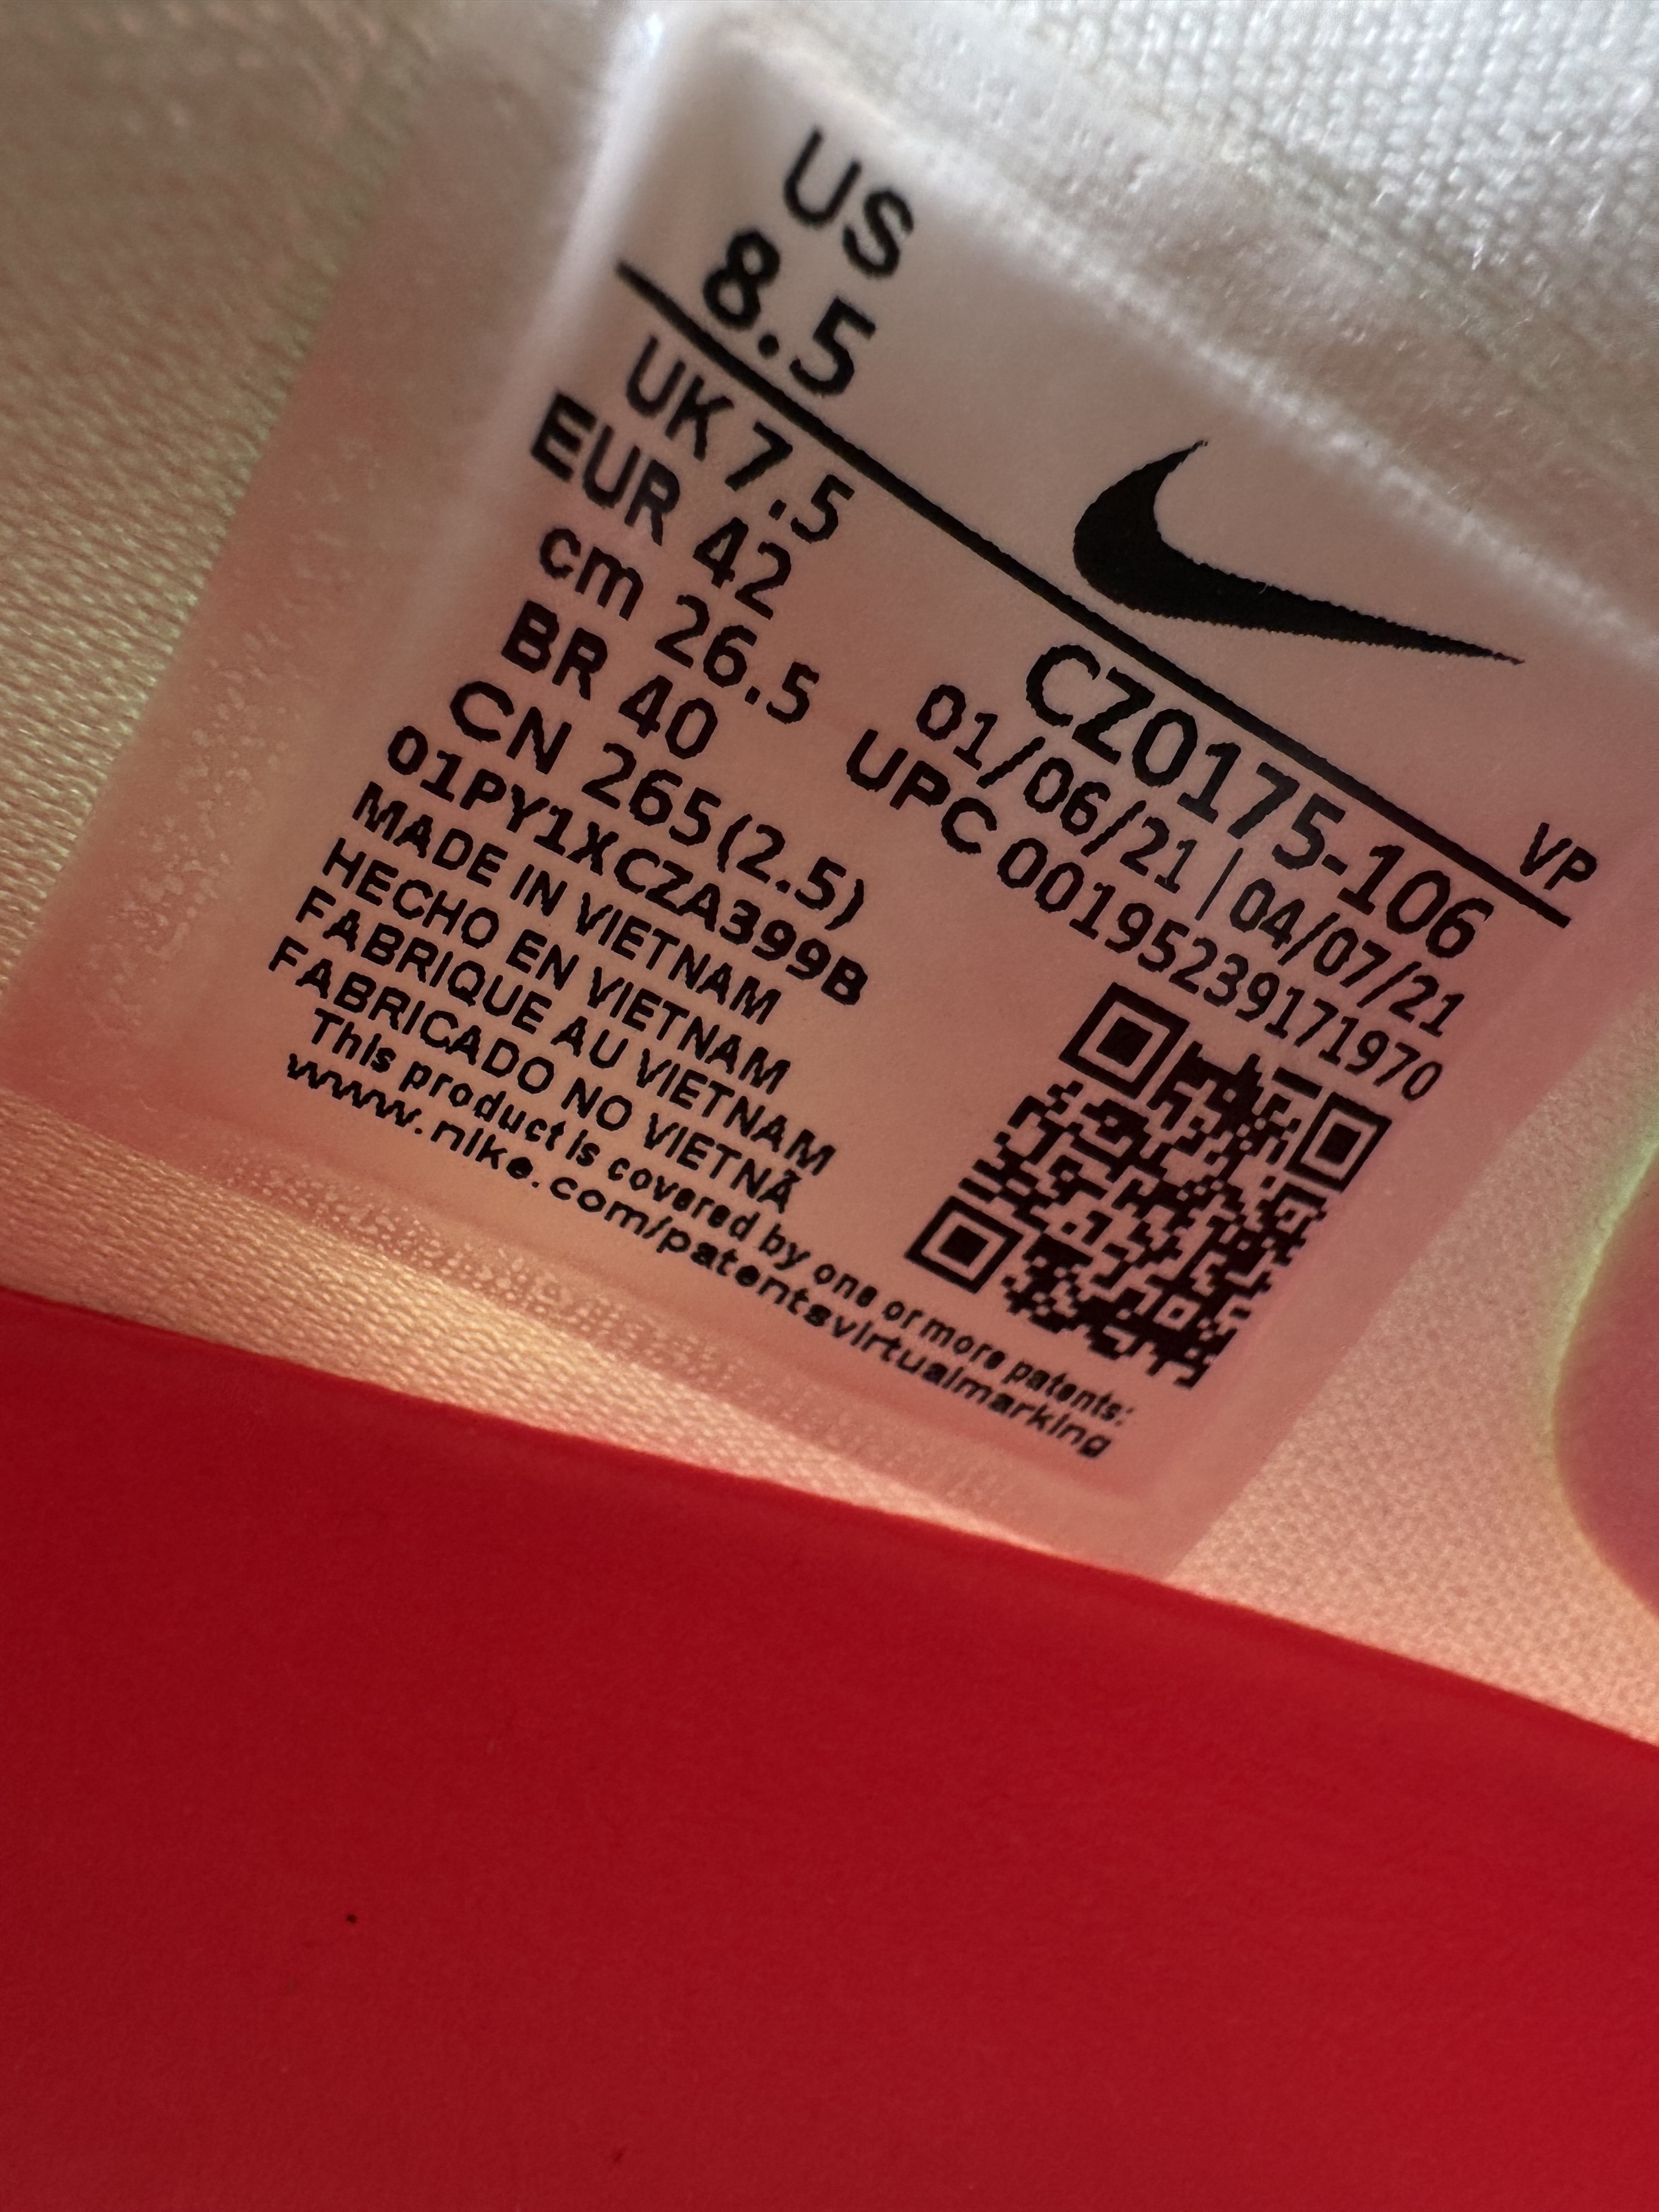 US
8.5
UK 7.5
EUR 42
cm 26.5
BR 40
CN 265(2.5)
01PY1XCZA399B
MADE IN VIETNAM
HECHO EN VIETNAM
FABRIQUE AU VIETNAM
FABRICADO NO VIETNÃ
This product is covered by one or more patents:
www.nike.com/patentsvirtualmarking
VP
CZ0175-106
01/06/21 | 04/07/21
UPC 00195239171970